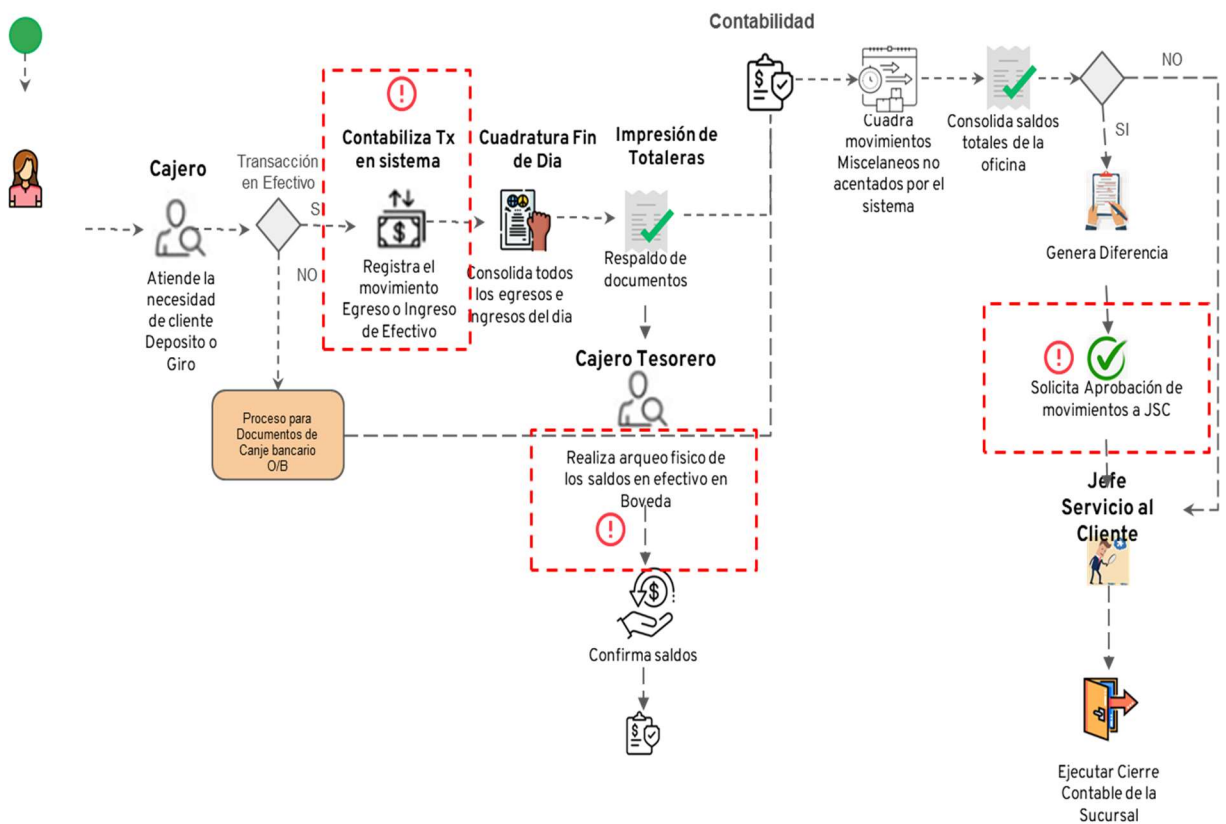 Contabilidad
NO
SI
Cuadra
movimientos
Miscelaneos no
acentados por el
sistema
Consolida saldos
totales de la
oficina
Genera Diferencia
Solicita Aprobación de
movimientos a JSC
Jefe
Servicio al
Cliente
Ejecutar Cierre
Contable de la
Sucursal
Cajero
Atiende la
necesidad
de cliente
Deposito o
Giro
Transacción
en Efectivo
S
NO
Proceso para
Documentos de
Canje bancario
O/B
Contabiliza Tx
en sistema
Registra el
movimiento
Egreso o Ingreso
de Efectivo
Cuadratura Fin
de Dia
Consolida todos
los egresos e
Ingresos del dia
Impresión de
Totaleras
Respaldo de
documentos
Cajero Tesorero
Realiza arqueo fisico de
los saldos en efectivo en
Boveda
Confirma saldos